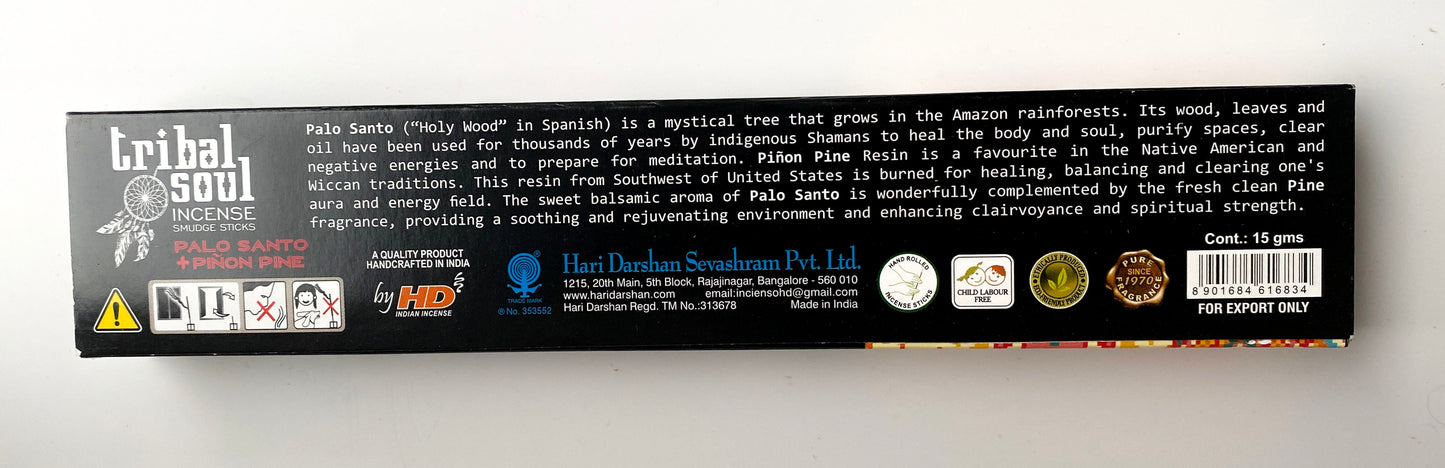 tribal
soul
INCENSE
SMUDGE STICKS
PALO SANTO
+PIÑON PINE
Palo Santo (“Holy Wood” in Spanish) is a mystical tree that grows in the Amazon rainforests. Its wood, leaves and
oil have been used for thousands of years by indigenous Shamans to heal the body and soul, purify spaces, clear
negative energies and to prepare for meditation. Piñon Pine Resin is a favourite in the Native American and
Wiccan traditions. This resin from Southwest of United States is burned for healing, balancing and clearing one's
aura and energy field. The sweet balsamic aroma of Palo Santo is wonderfully complemented by the fresh clean Pine
fragrance, providing a soothing and rejuvenating environment and enhancing clairvoyance and spiritual strength.
A QUALITY PRODUCT
HANDCRAFTED IN INDIA
by HD
INDIAN INCENSE
®
TRADE MARK
® No. 353552
Hari Darshan Sevashram Pvt. Ltd.
1215, 20th Main, 5th Block, Rajajinagar, Bangalore - 560 010
www.haridarshan.com email:inciensohd@gmail.com
Hari Darshan Regd. TM No.:313678 Made in India
HAND ROLLED
INCENSE STICKS
CHILD LABOUR
FREE
ETHICALLY PRODUCED
ECO-FRIENDLY PRODUCT
PURE
SINCE
1970
FRAGRANCE
Cont.: 15 gms
8 901684 616834
FOR EXPORT ONLY